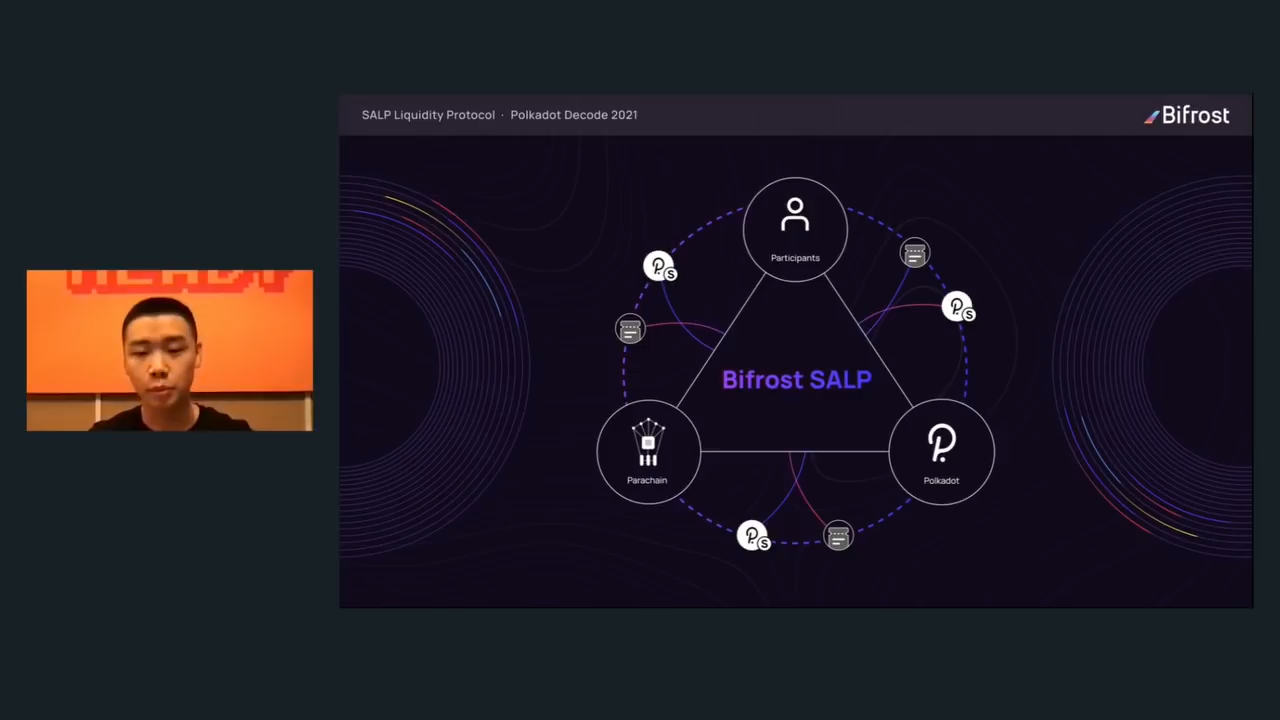 SALP Liquidity Protocol · Polkadot Decode 2021
Bifrost
Participants
S
S
Bifrost SALP
Parachain
Polkadot
S